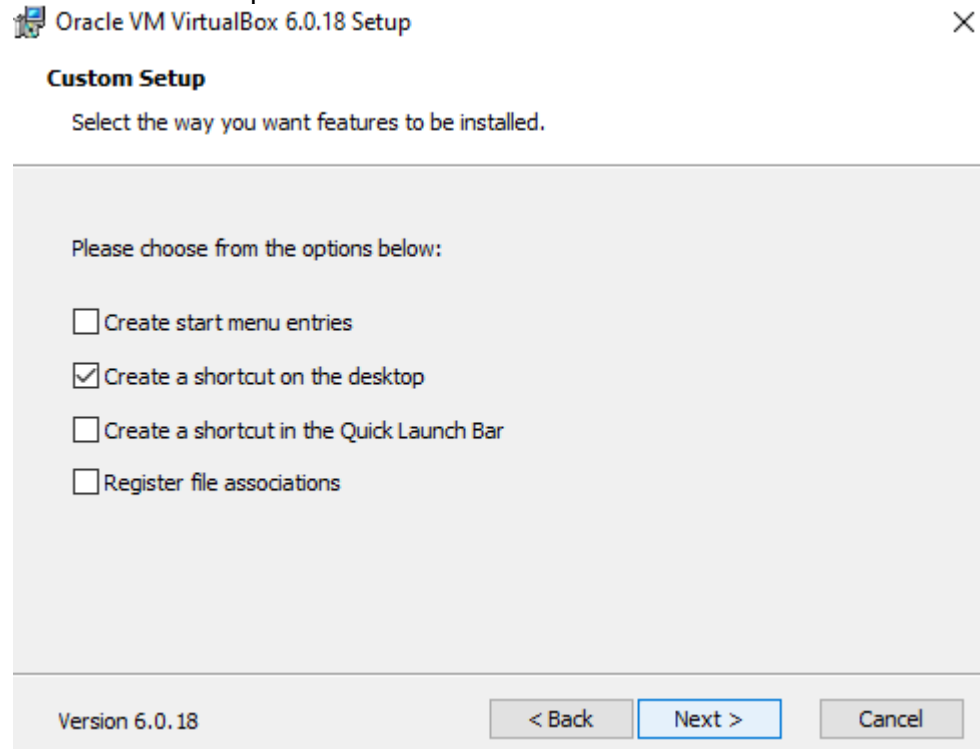 Oracle VM VirtualBox 6.0.18 Setup
Custom Setup
Select the way you want features to be installed.
Please choose from the options below:
Create start menu entries
Create a shortcut on the desktop
Create a shortcut in the Quick Launch Bar
Register file associations
Version 6.0.18
< Back
Next >
Cancel